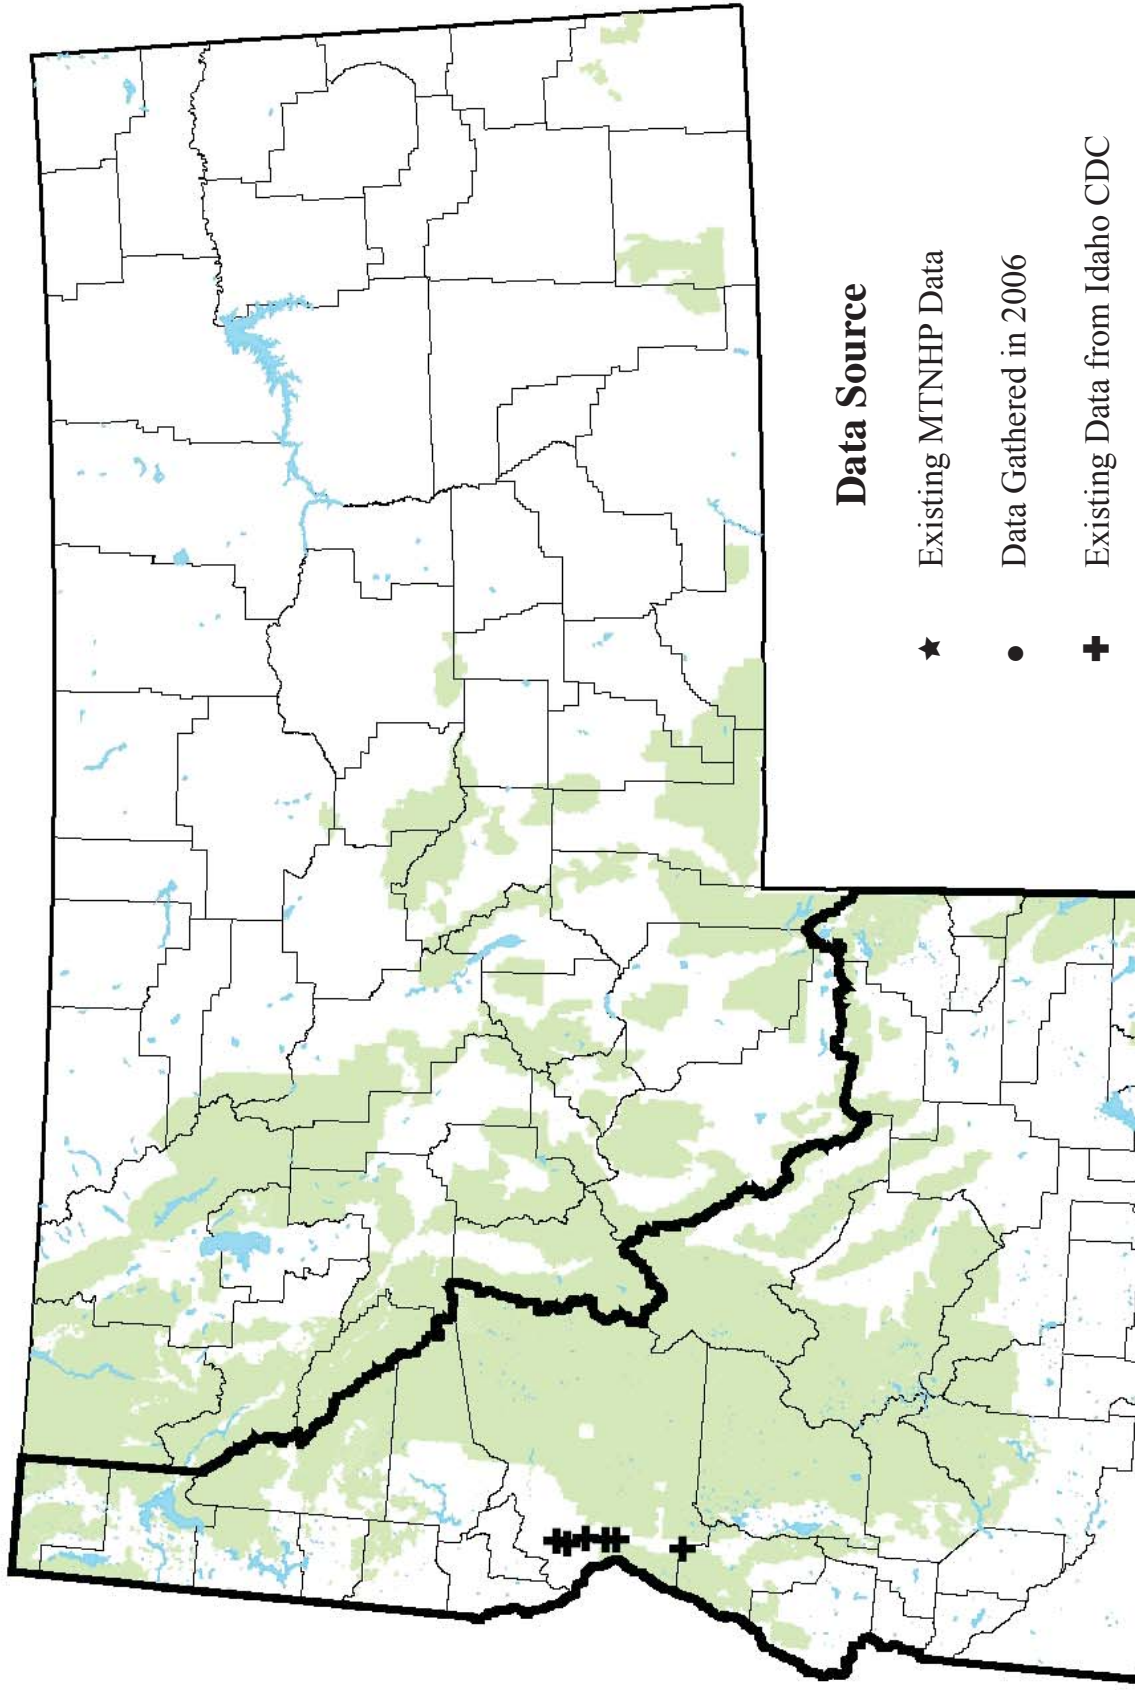 Data Source
Existing MTNHP Data
Data Gathered in 2006
Existing Data from Idaho CDC